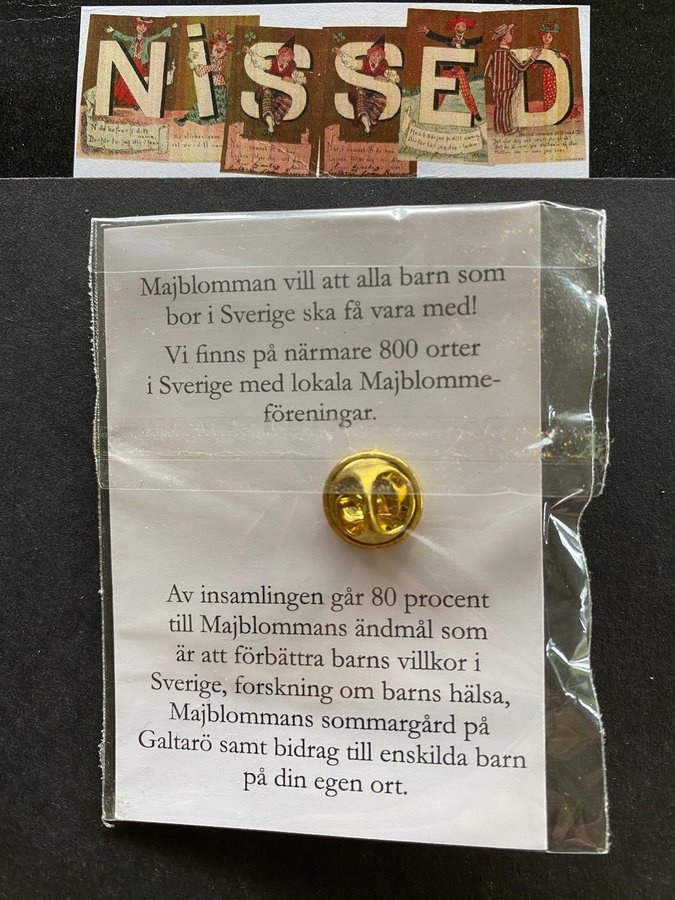 NiSSED
Majblomman vill att alla barn som
bor i Sverige ska få vara med!
Vi finns på närmare 800 orter
i Sverige med lokala Majblomme-
föreningar.
Av insamlingen går 80 procent
till Majblommans ändmål som
är att förbättra barns villkor i
Sverige, forskning om barns hälsa,
Majblommans sommargård på
Galtarö samt bidrag till enskilda barn
på din egen ort.